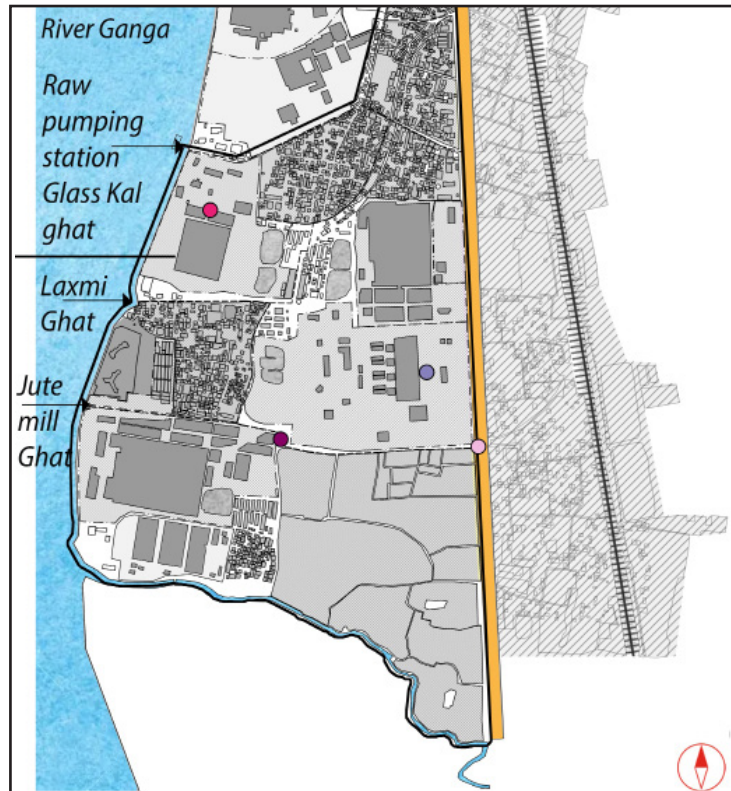 River Ganga
Raw
pumping
station
Glass Kal
ghat
Laxmi
Ghat
Jute
mill
Ghat